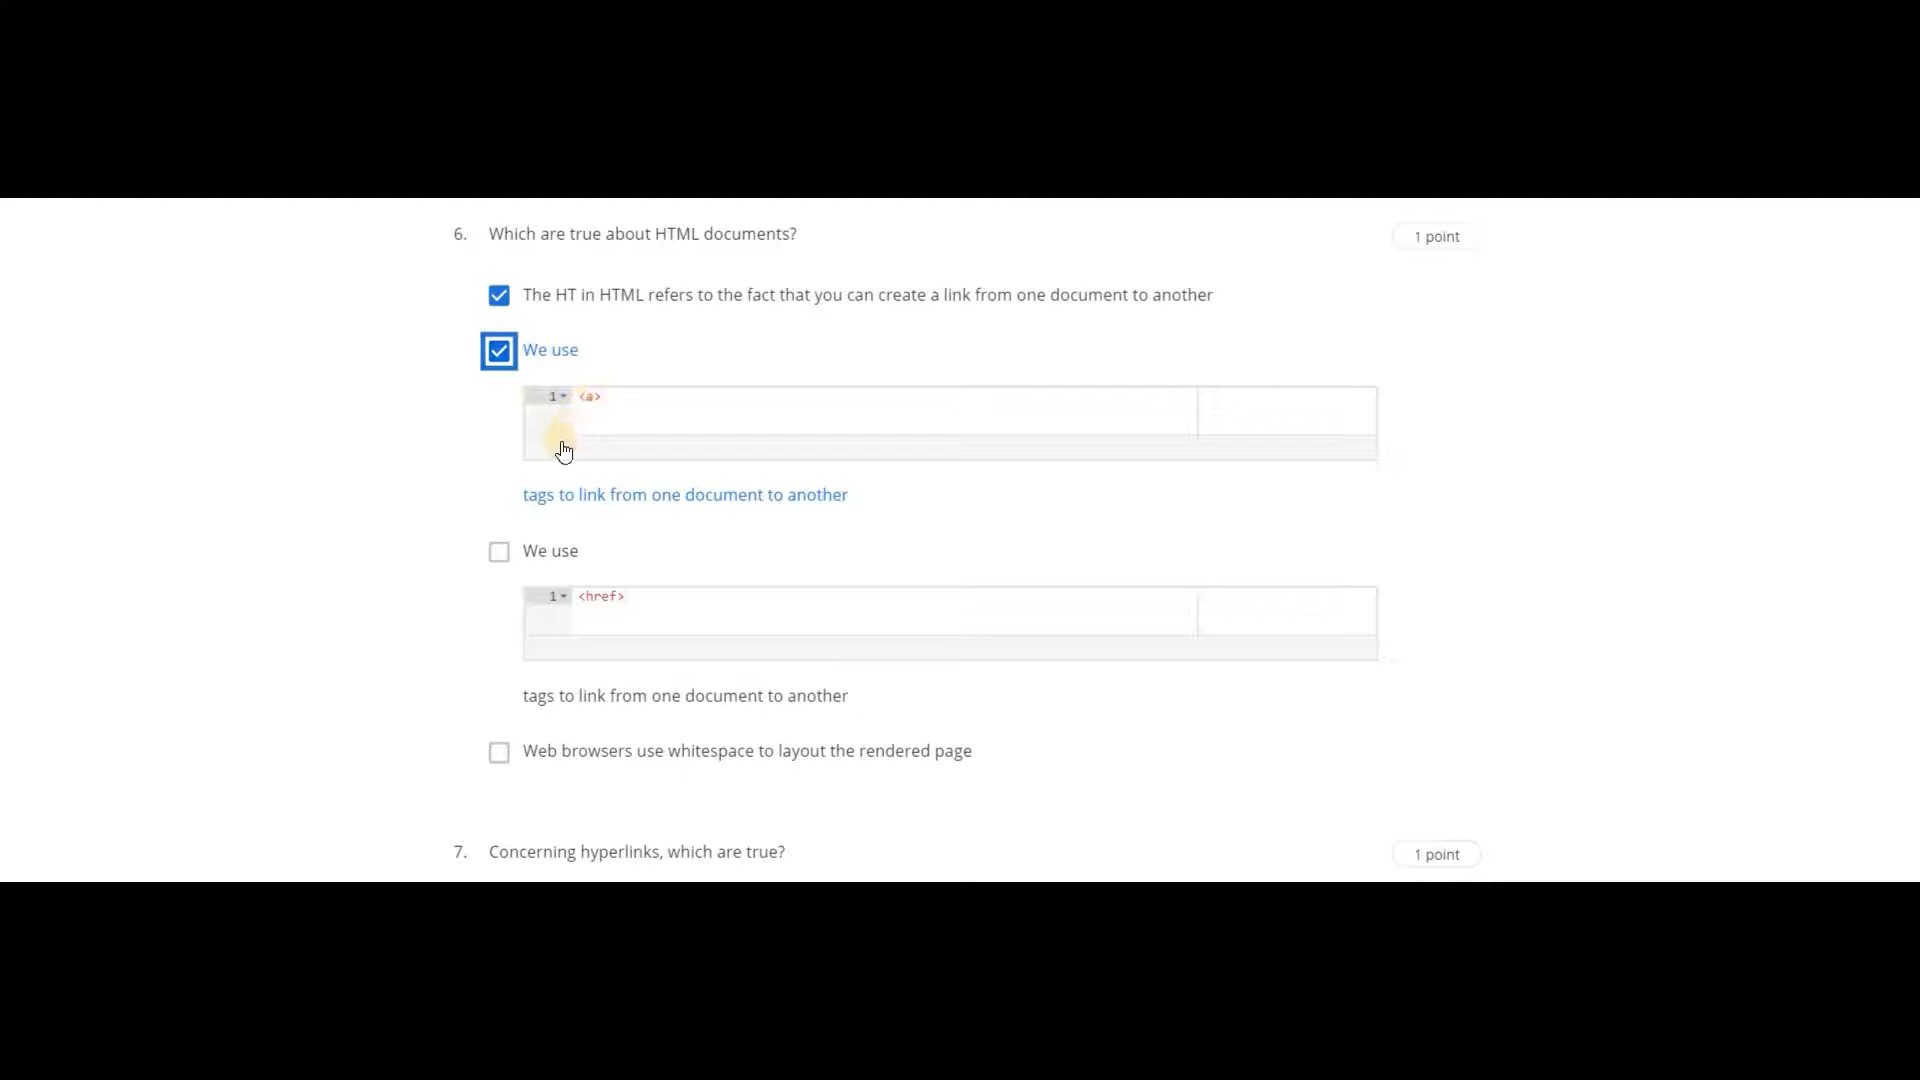 6. Which are true about HTML documents?
1 point
The HT in HTML refers to the fact that you can create a link from one document to another
We use
1 <a>
tags to link from one document to another
We use
1 <href>
tags to link from one document to another
Web browsers use whitespace to layout the rendered page
7. Concerning hyperlinks, which are true?
1 point